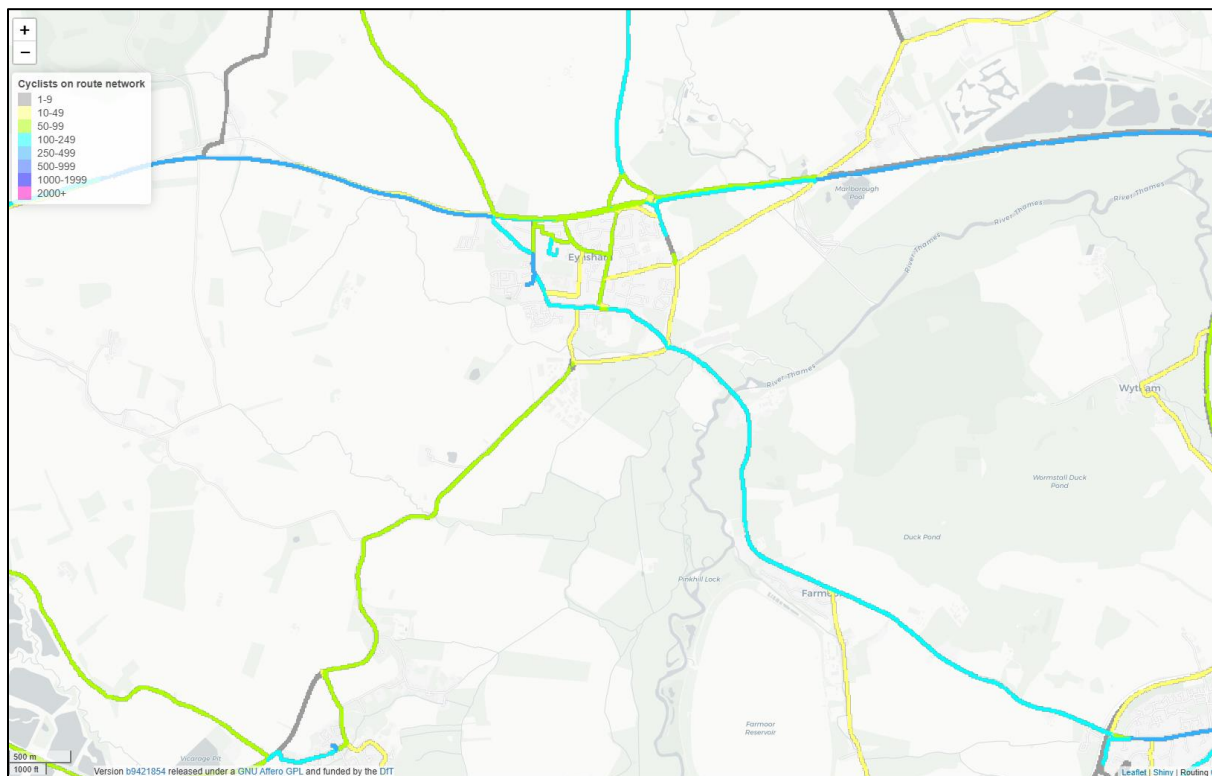 +
−
Cyclists on route network
1-9
10-49
50-99
100-249
250-499
500-999
1000-1999
2000+
Marlborough
Pool
River-Thames
River-Thames
River-Thames
Eynsham
River-Thames
Wytham
Wormstall Duck
Pond
Duck Pond
Pinkhill Lock
Farmoor
Farmoor
Reservoir
Vicarage Pit
500 m
1000 ft
Version b9421854 released under a GNU Affero GPL and funded by the DfT
Leaflet | Shiny | Routing